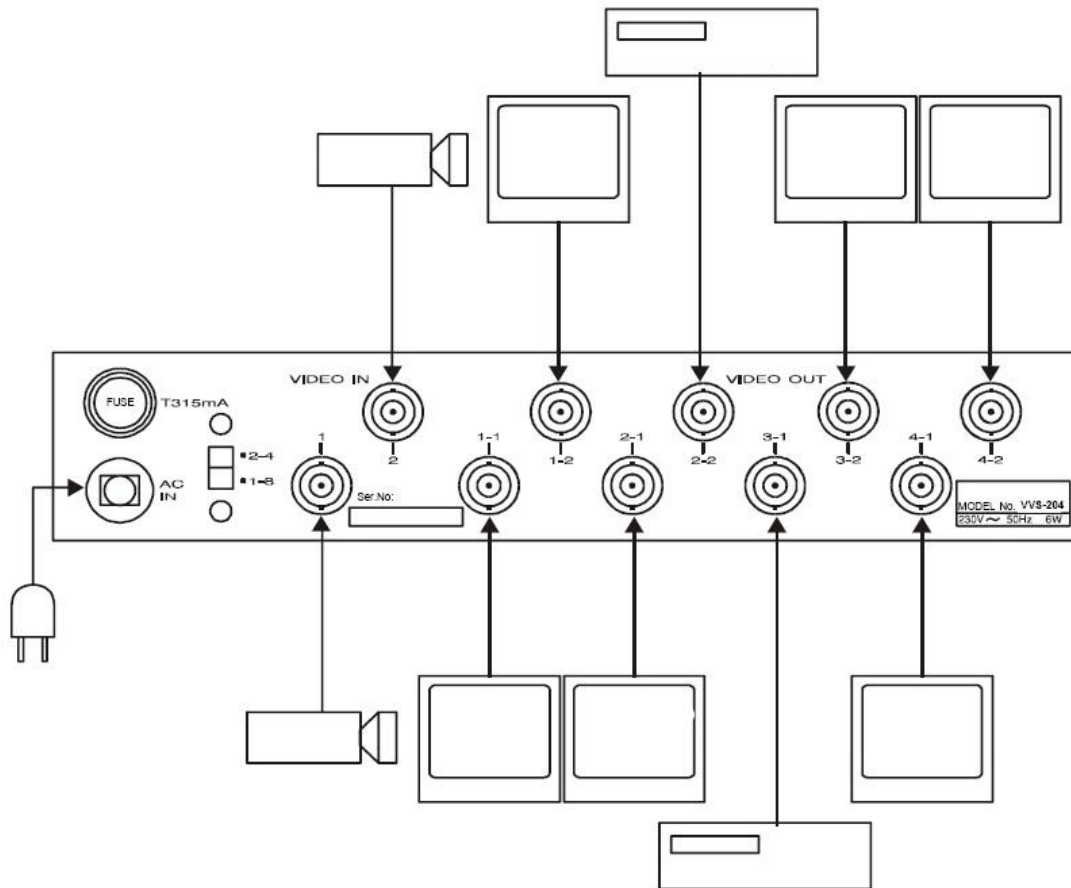 VIDEO IN
VIDEO OUT
FUSE
T315mA
1
2
1-1
1-2
2-1
2-2
3-1
3-2
4-1
4-2
2-4
1-8
AC
IN
Ser.No:
MODEL No. VVS-204
230V ~ 50Hz 6W